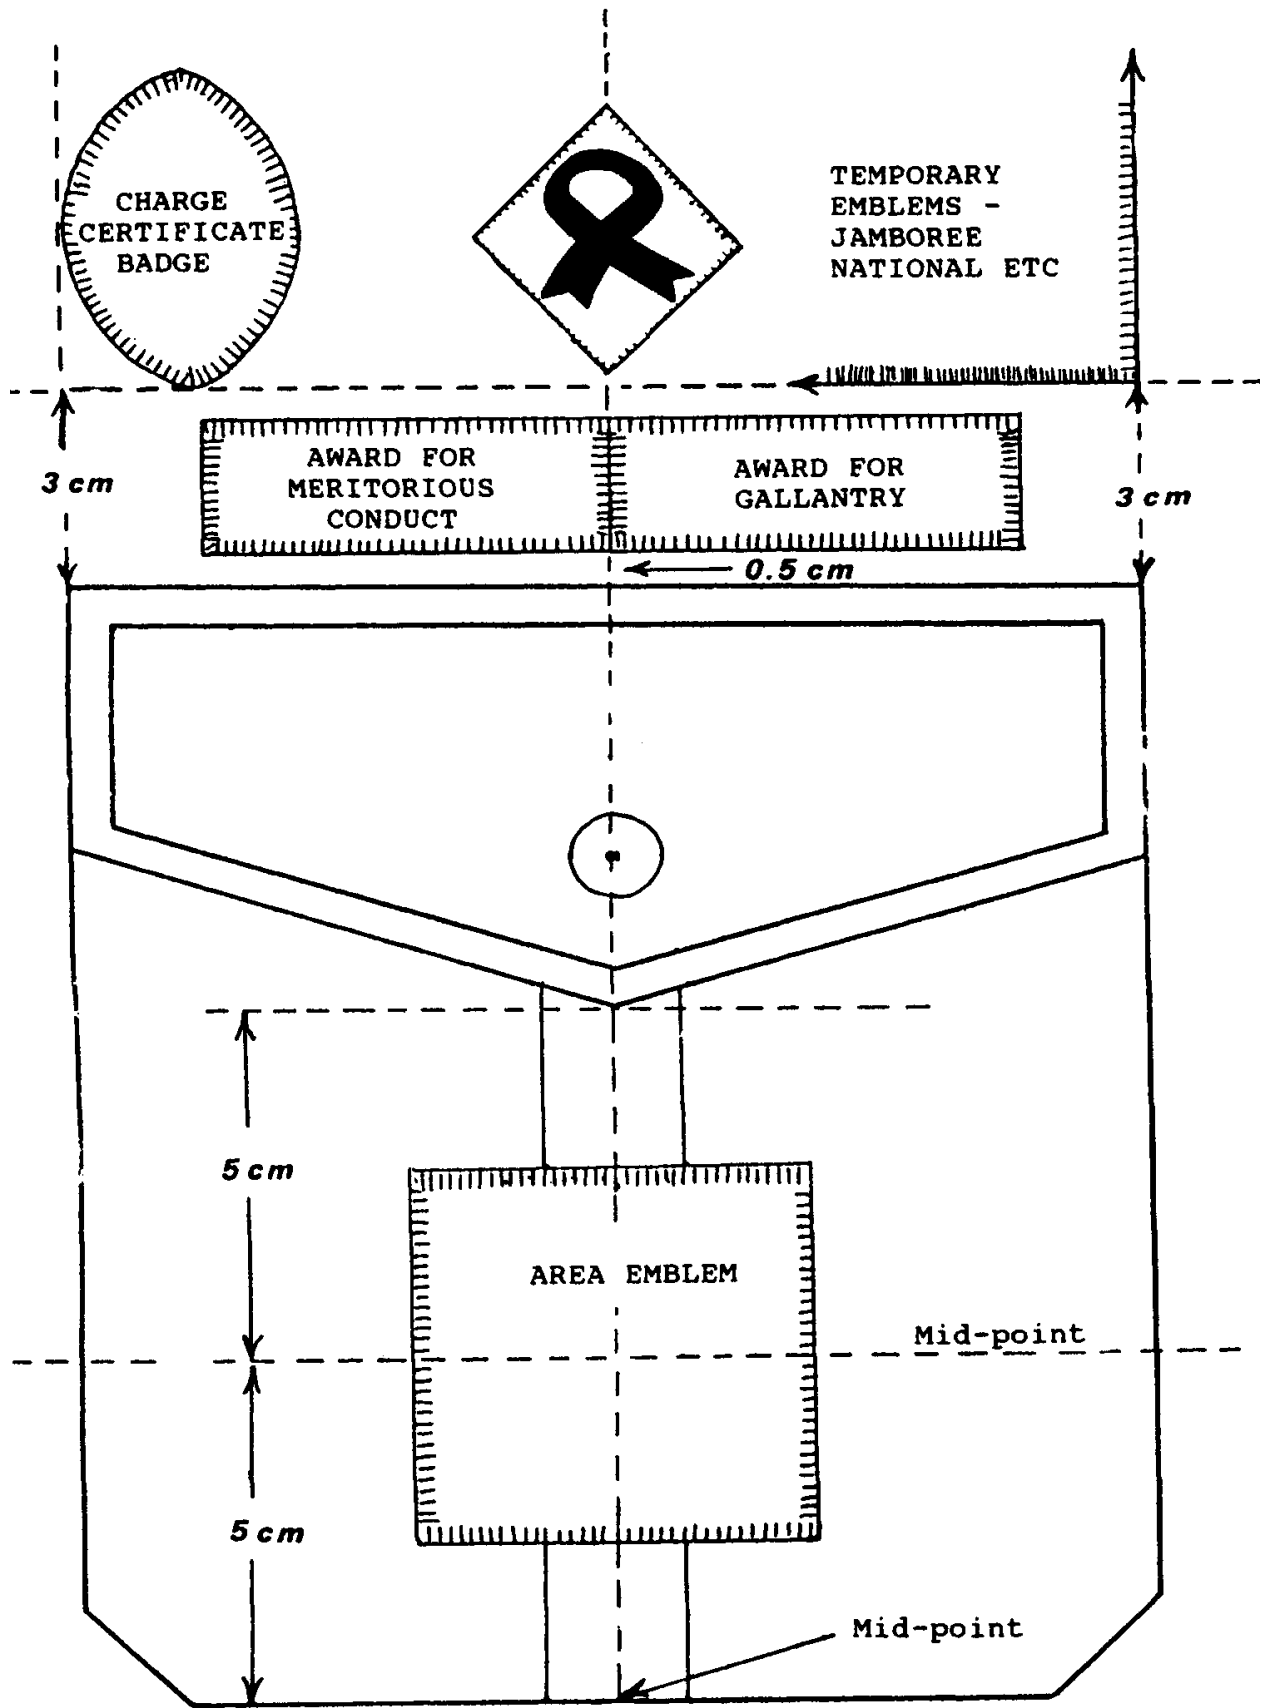 CHARGE
CERTIFICATE
BADGE
TEMPORARY
EMBLEMS -
JAMBOREE
NATIONAL ETC
3 cm
AWARD FOR
MERITORIOUS
CONDUCT
AWARD FOR
GALLANTRY
3 cm
0.5 cm
5 cm
AREA EMBLEM
Mid-point
5 cm
Mid-point